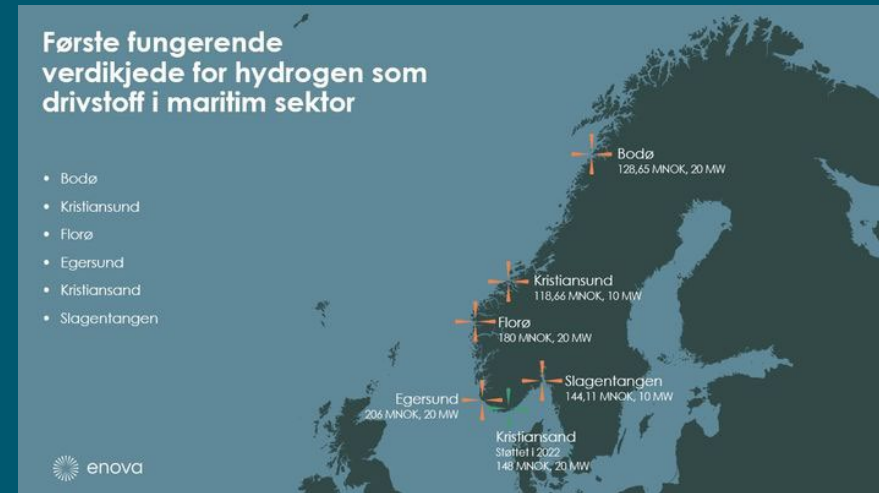 Første fungerende
verdikjede for hydrogen som
drivstoff i maritim sektor
• Bodø
• Kristiansund
• Florø
• Egersund
• Kristiansand
• Slagentangen
Bodø
128,65 MNOK, 20 MW
Kristiansund
118,66 MNOK, 10 MW
Florø
180 MNOK, 20 MW
Slagentangen
144,11 MNOK, 10 MW
Egersund
206 MNOK, 20 MW
Kristiansand
Støttet i 2022
148 MNOK, 20 MW
enova